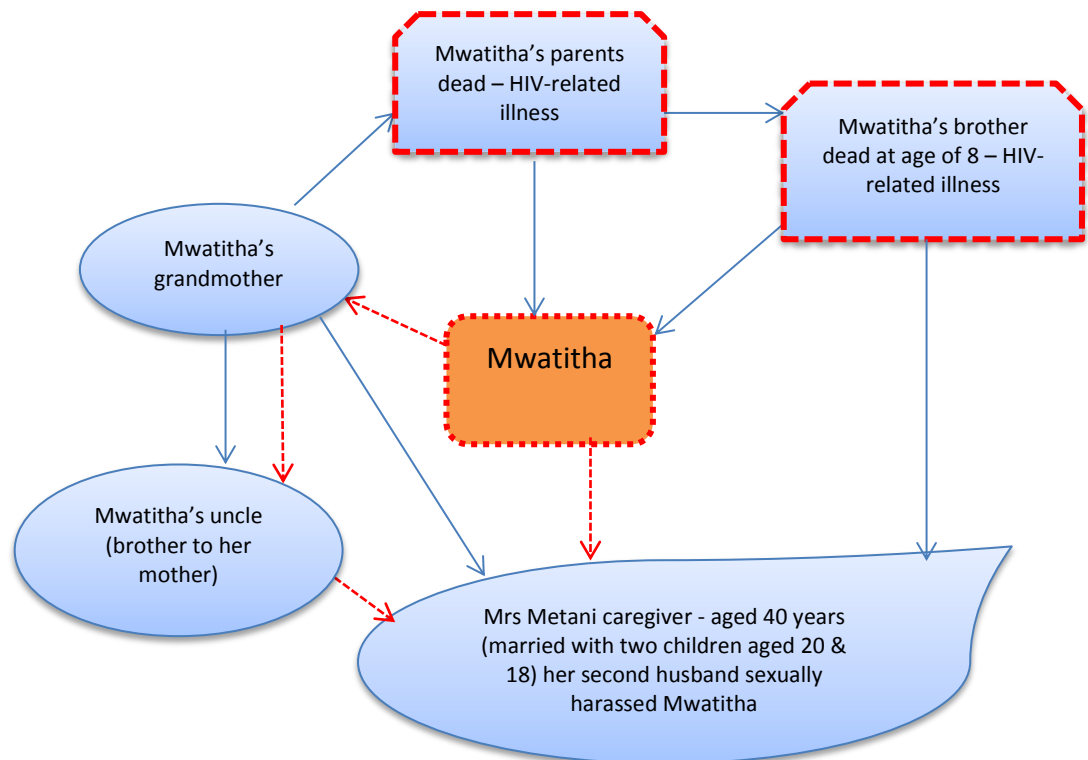 Mwatitha’s parents
dead – HIV-related
illness
Mwatitha’s brother
dead at age of 8 – HIV-
related illness
Mwatitha’s
grandmother
Mwatitha
Mwatitha’s uncle
(brother to her
mother)
Mrs Metani caregiver - aged 40 years
(married with two children aged 20 &
18) her second husband sexually
harassed Mwatitha